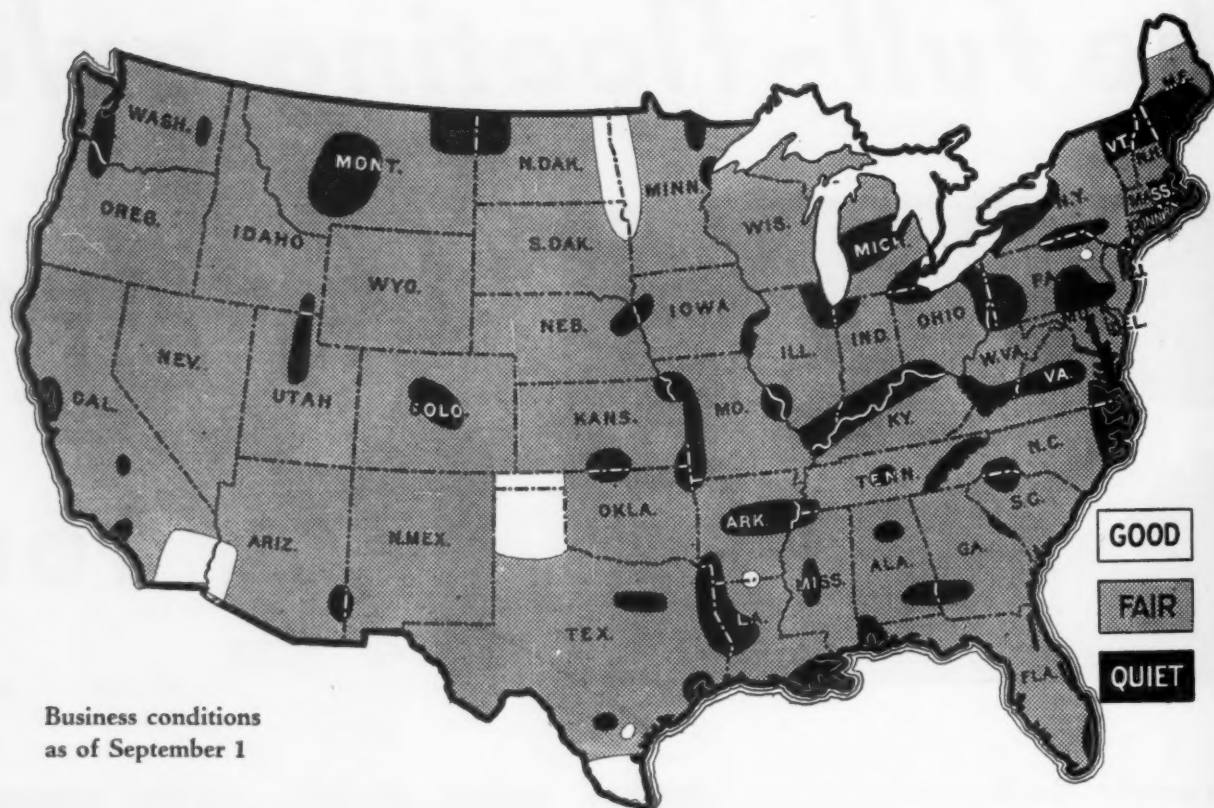 WASH.
MONT.
N.DAK.
MINN.
ME.
VT.
N.H.
OREG.
IDAHO
S.DAK.
WIS.
MICH.
N.Y.
MASS.
CONN.
WYO.
NEB.
IOWA
PA.
NEV.
UTAH
COLO.
KANS.
MO.
ILL.
IND.
OHIO
W.VA.
VA.
DEL.
CAL.
KY.
ARIZ.
N.MEX.
OKLA.
ARK.
TENN.
N.C.
S.C.
TEX.
LA.
MISS.
ALA.
GA.
FLA.
GOOD
FAIR
QUIET
Business conditions
as of September 1